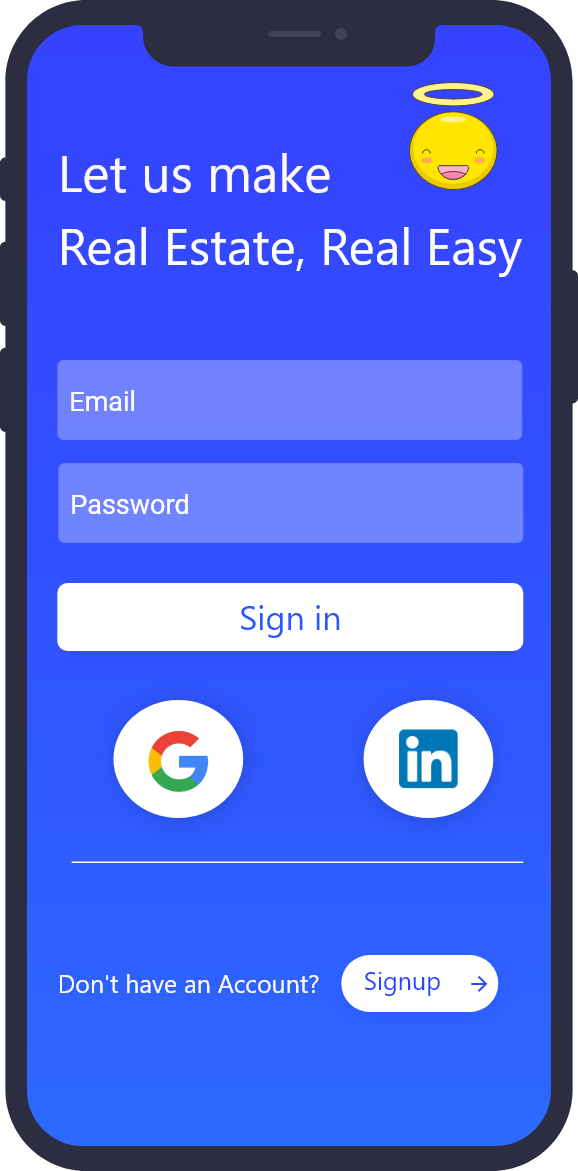 Let us make
Real Estate, Real Easy
Email
Password
Sign in
in
Don't have an Account?
Signup